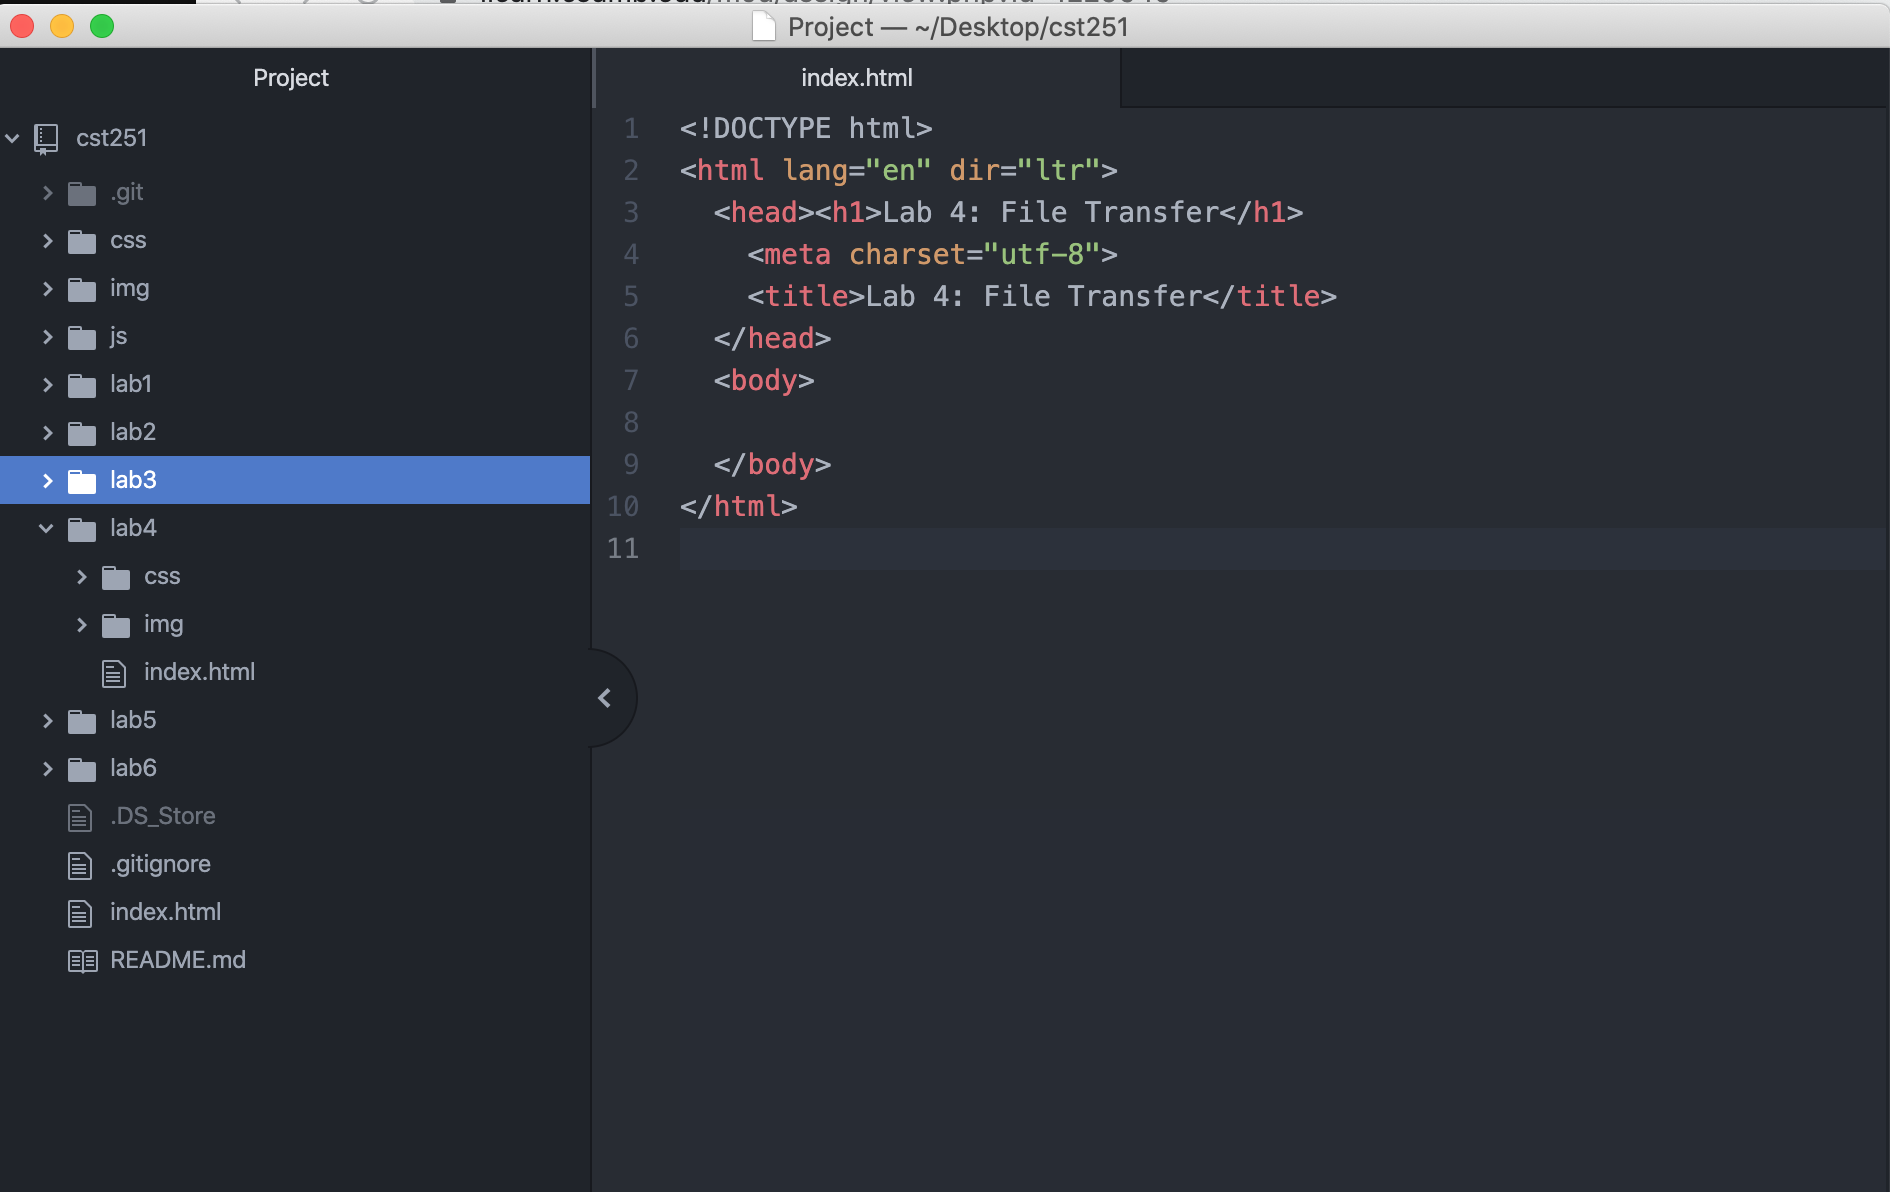 Project — ~/Desktop/cst251
Project
cst251
.git
css
img
js
lab1
lab2
lab3
lab4
css
img
index.html
lab5
lab6
.DS_Store
.gitignore
index.html
README.md
index.html
1 <!DOCTYPE html>
2 <html lang="en" dir="ltr">
3   <head><h1>Lab 4: File Transfer</h1>
4     <meta charset="utf-8">
5     <title>Lab 4: File Transfer</title>
6   </head>
7   <body>
8
9   </body>
10 </html>
11